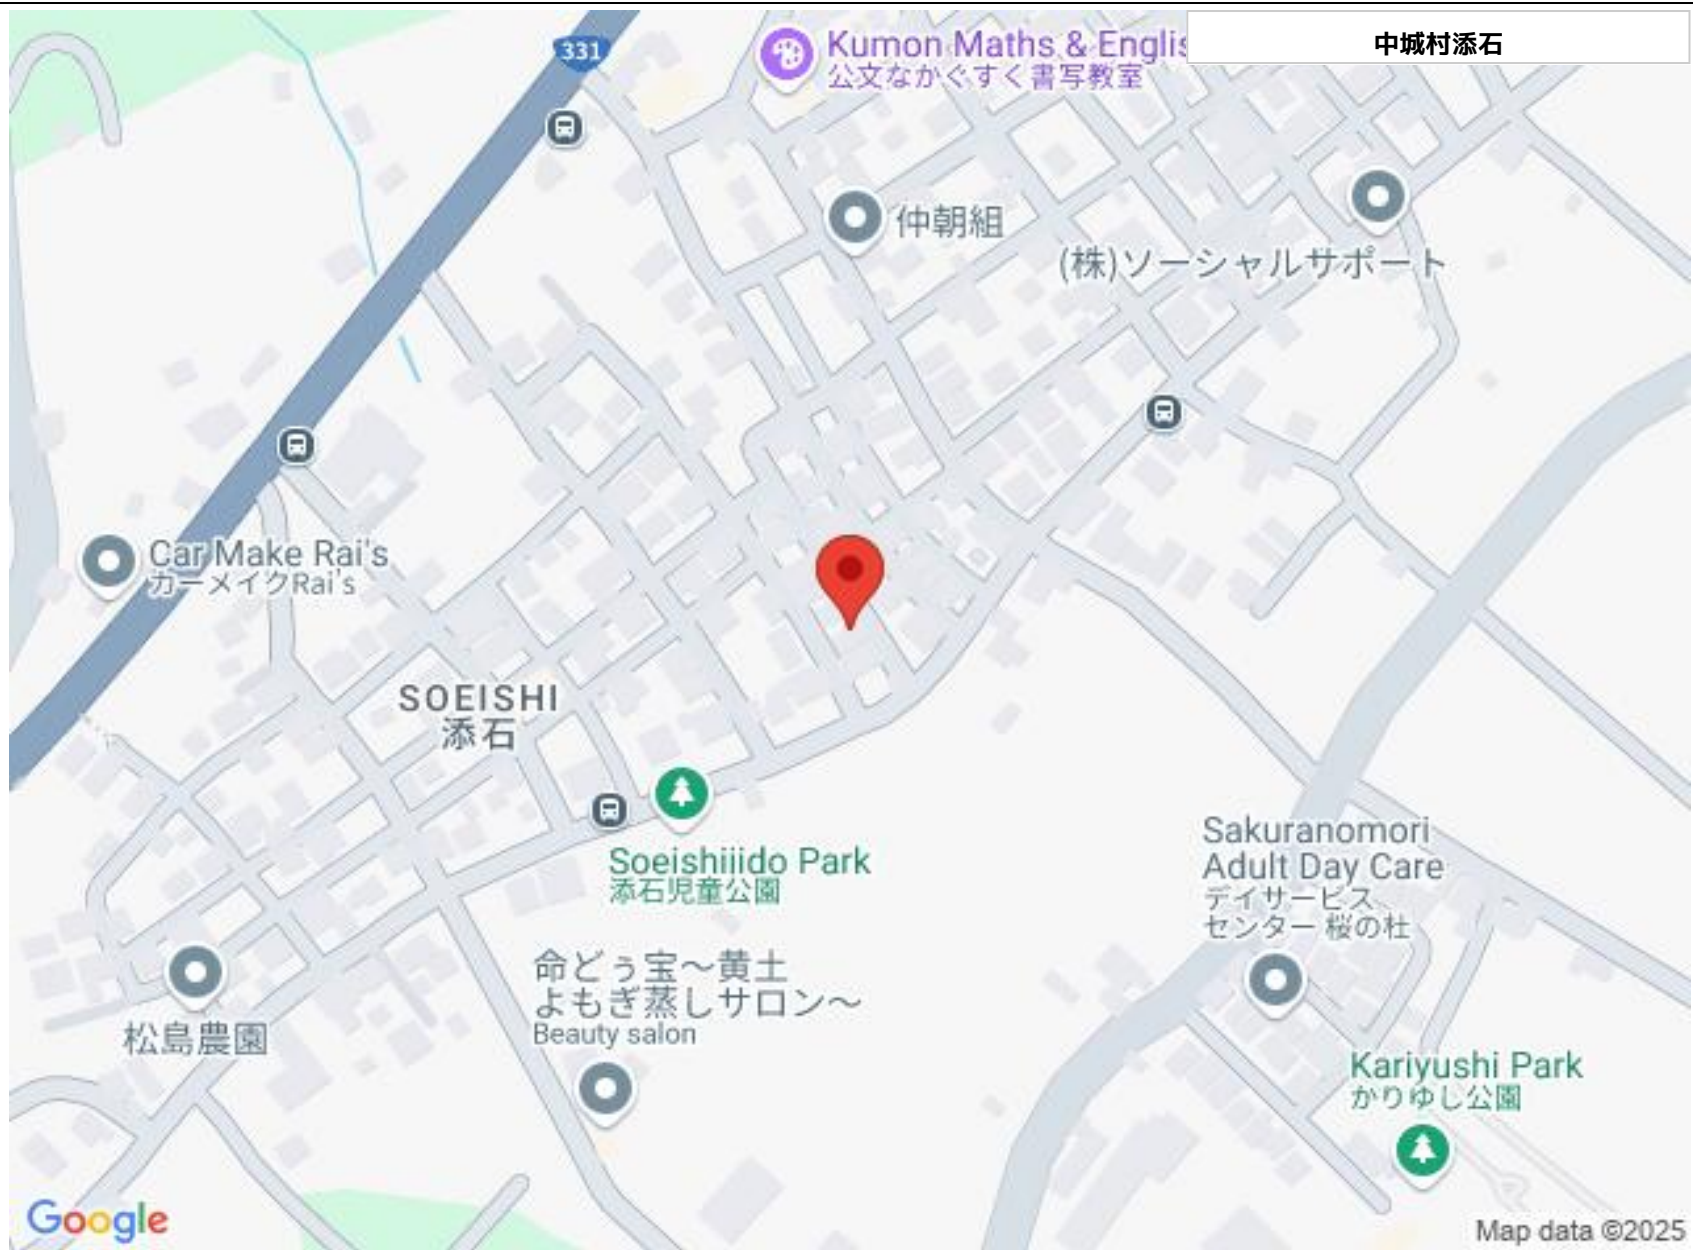 中城村添石
331
Kumon Maths & Englis
公文なかぐすく書写教室
仲朝組
(株)ソーシャルサポート
Car Make Rai's
カーメイクRai's
SOEISHI
添石
Soeishiiido Park
添石児童公園
Sakuranomori
Adult Day Care
デイサービス
センター 桜の杜
命どぅ宝〜黄土
よもぎ蒸しサロン〜
Beauty salon
松島農園
Kariyushi Park
かりゆし公園
Google
Map data ©2025